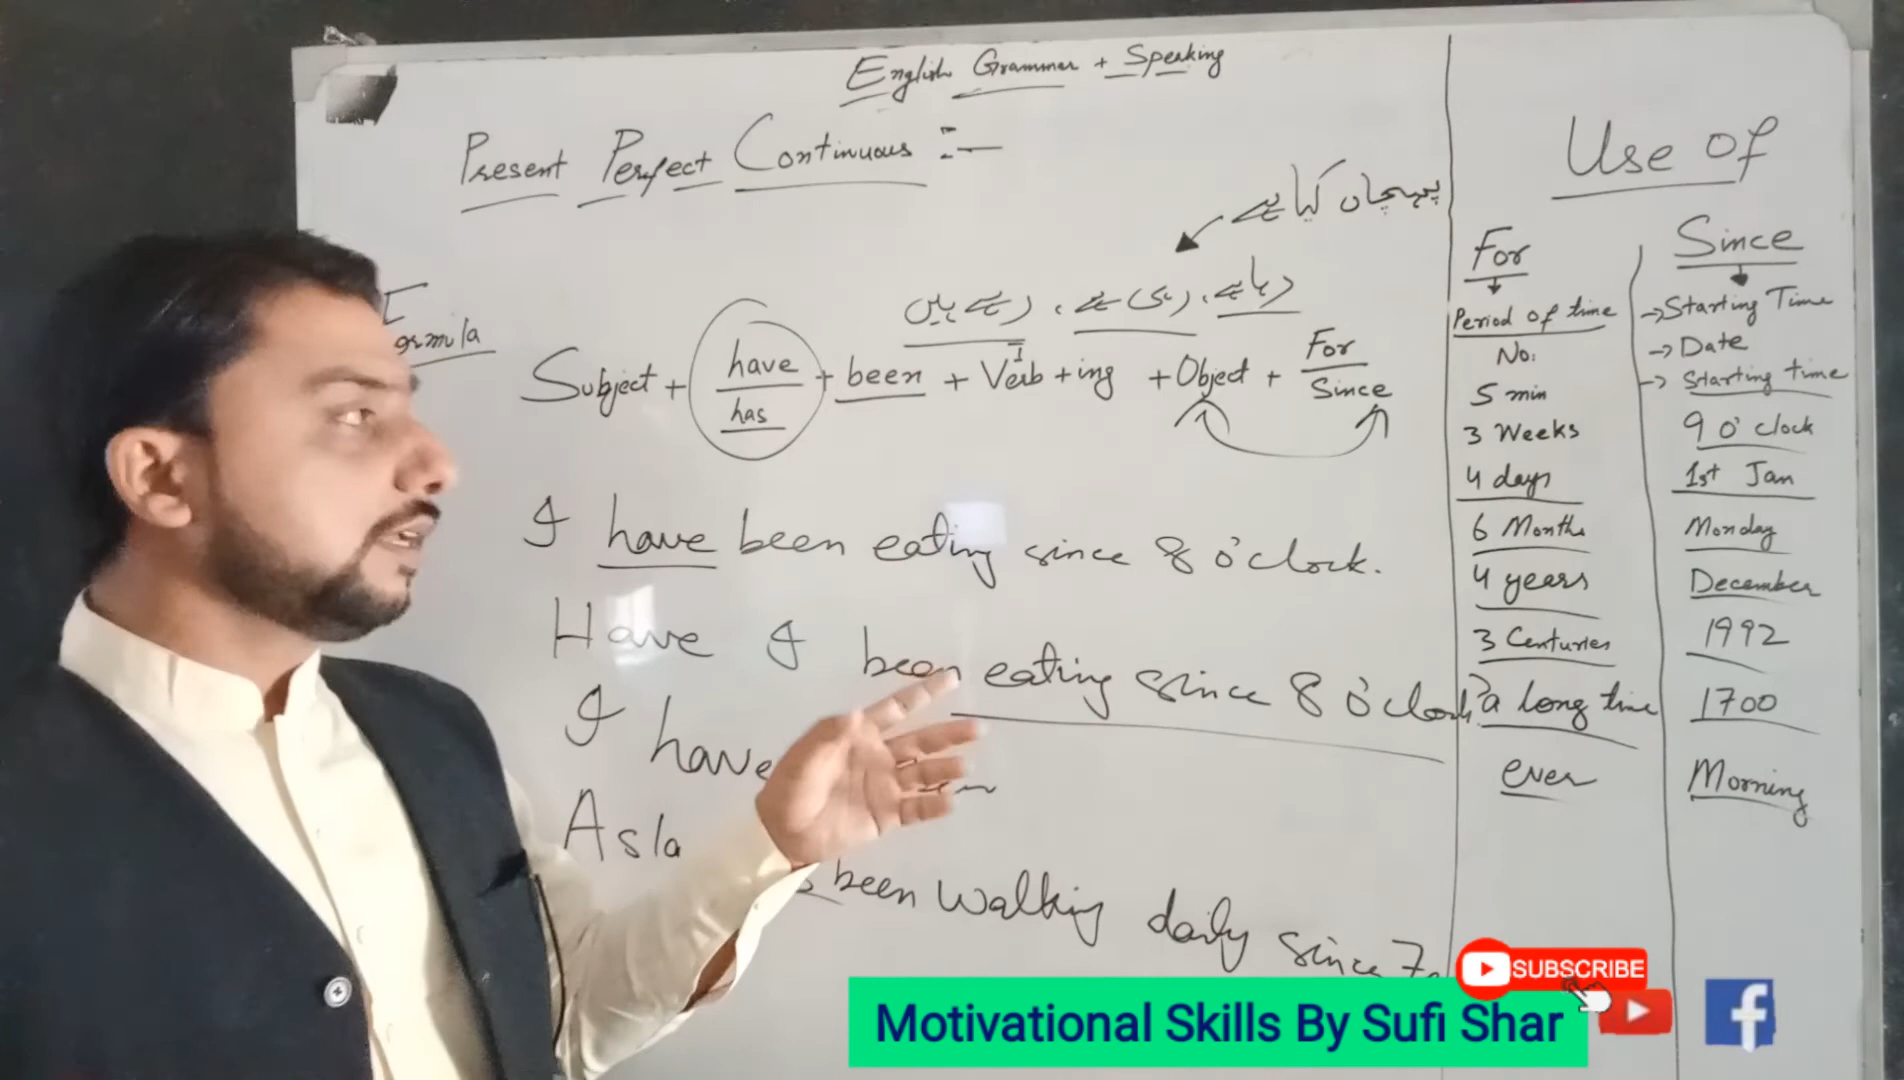 English Grammar + Speaking
Present Perfect Continuous :-
پہچان کیا ہے
رہا ہے، رہی ہے، رہے ہیں
Formula
Subject + have/has + been + Verb I + ing + Object + For/Since
I have been eating since 8 o'clock.
Have I been eating since 8 o'clock?
I have
Asla
been walking daily since 7
Use Of
For
Period of time
No:
5 min
3 Weeks
4 days
6 Months
4 years
3 Centuries
a long time
ever
Since
→ Starting Time
→ Date
→ Starting time
9 o'clock
1st Jan
Monday
December
1992
1700
Morning
SUBSCRIBE
Motivational Skills By Sufi Shar
f